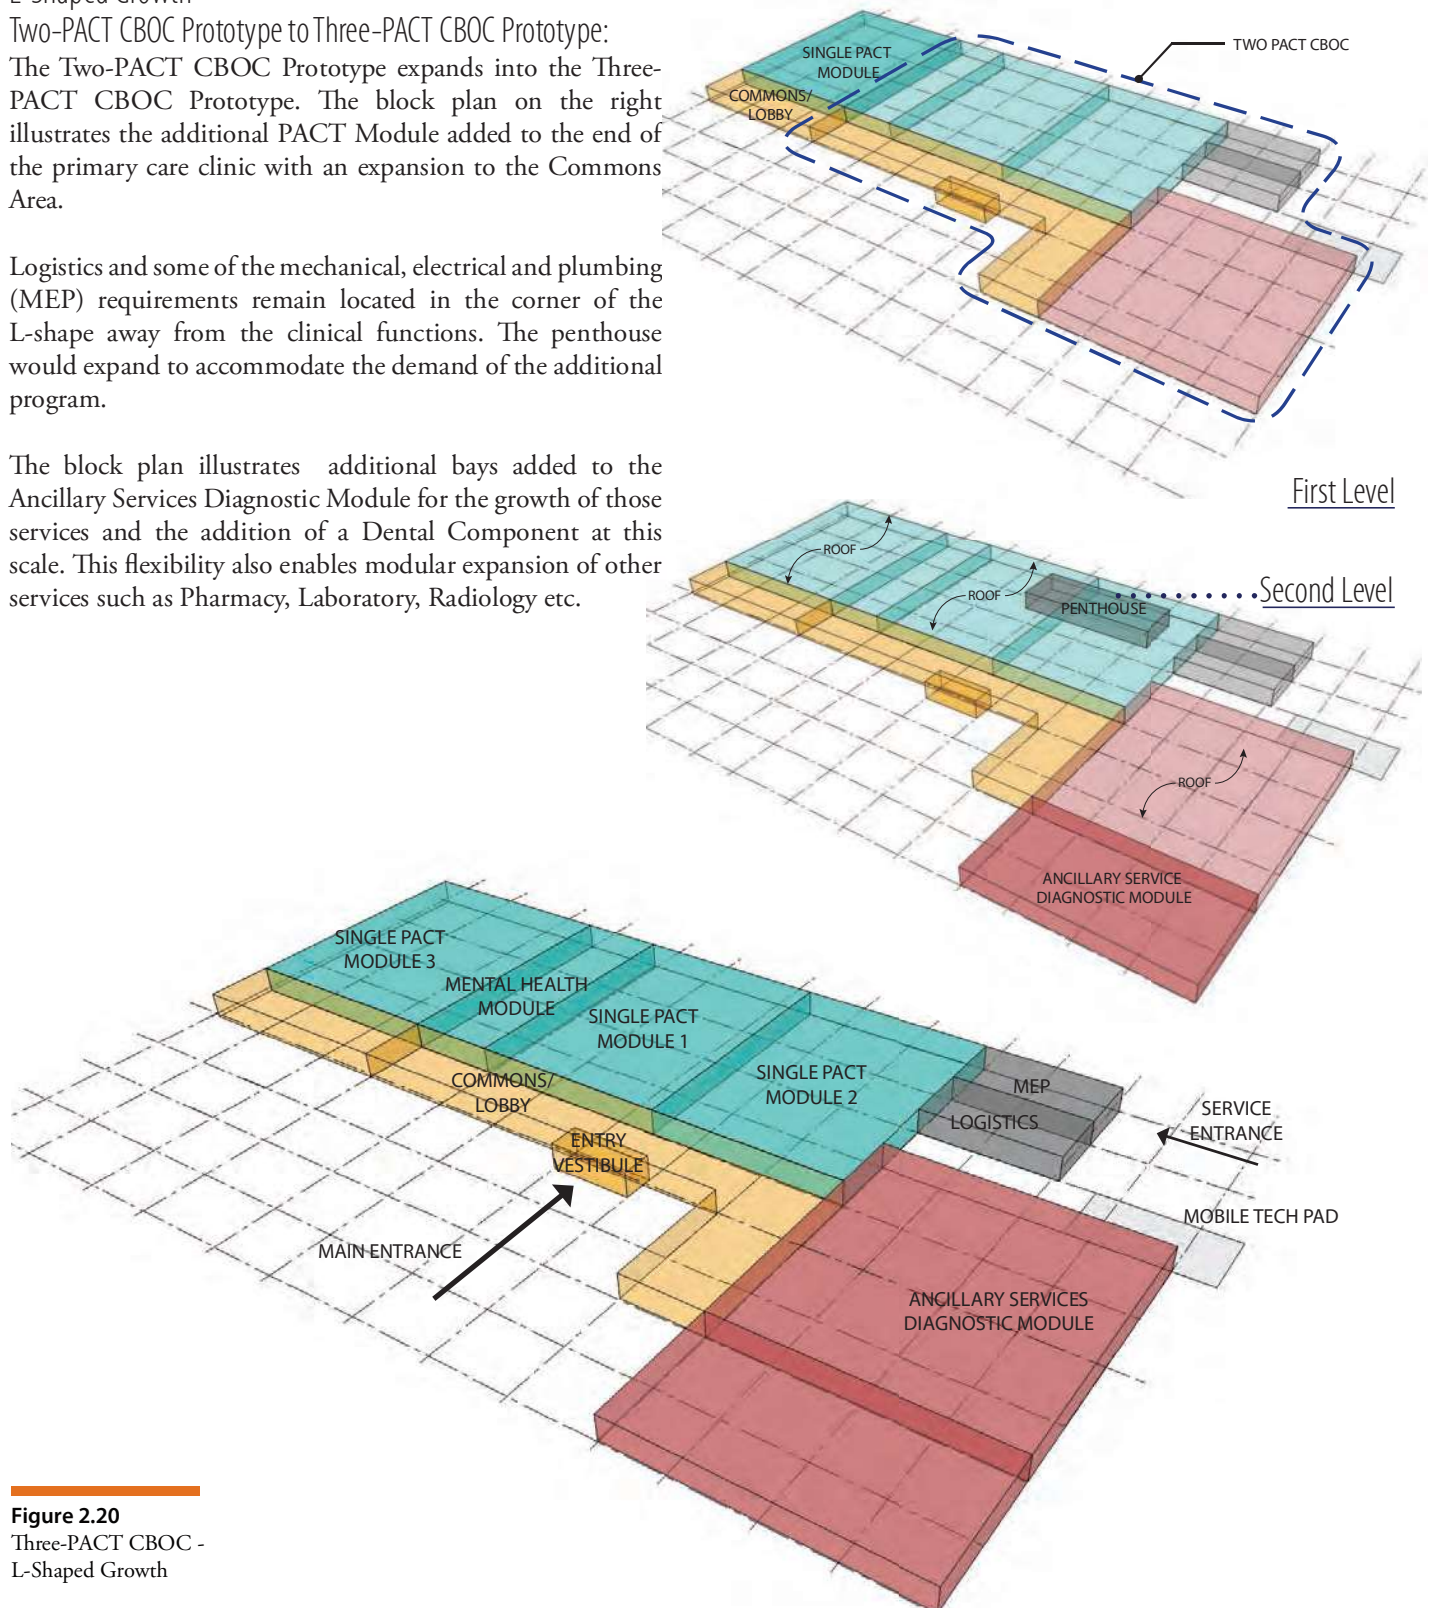 L-Shaped Growth
Two-PACT CBOC Prototype to Three-PACT CBOC Prototype:
The Two-PACT CBOC Prototype expands into the Three-
PACT CBOC Prototype. The block plan on the right
illustrates the additional PACT Module added to the end of
the primary care clinic with an expansion to the Commons
Area.
Logistics and some of the mechanical, electrical and plumbing
(MEP) requirements remain located in the corner of the
L-shape away from the clinical functions. The penthouse
would expand to accommodate the demand of the additional
program.
The block plan illustrates additional bays added to the
Ancillary Services Diagnostic Module for the growth of those
services and the addition of a Dental Component at this
scale. This flexibility also enables modular expansion of other
services such as Pharmacy, Laboratory, Radiology etc.
TWO PACT CBOC
SINGLE PACT
MODULE
COMMONS/
LOBBY
First Level
ROOF
ROOF
PENTHOUSE
Second Level
ROOF
ANCILLARY SERVICE
DIAGNOSTIC MODULE
SINGLE PACT
MODULE 3
MENTAL HEALTH
MODULE
SINGLE PACT
MODULE 1
SINGLE PACT
MODULE 2
COMMONS/
LOBBY
MEP
LOGISTICS
SERVICE
ENTRANCE
ENTRY
VESTIBULE
MOBILE TECH PAD
MAIN ENTRANCE
ANCILLARY SERVICES
DIAGNOSTIC MODULE
Figure 2.20
Three-PACT CBOC -
L-Shaped Growth